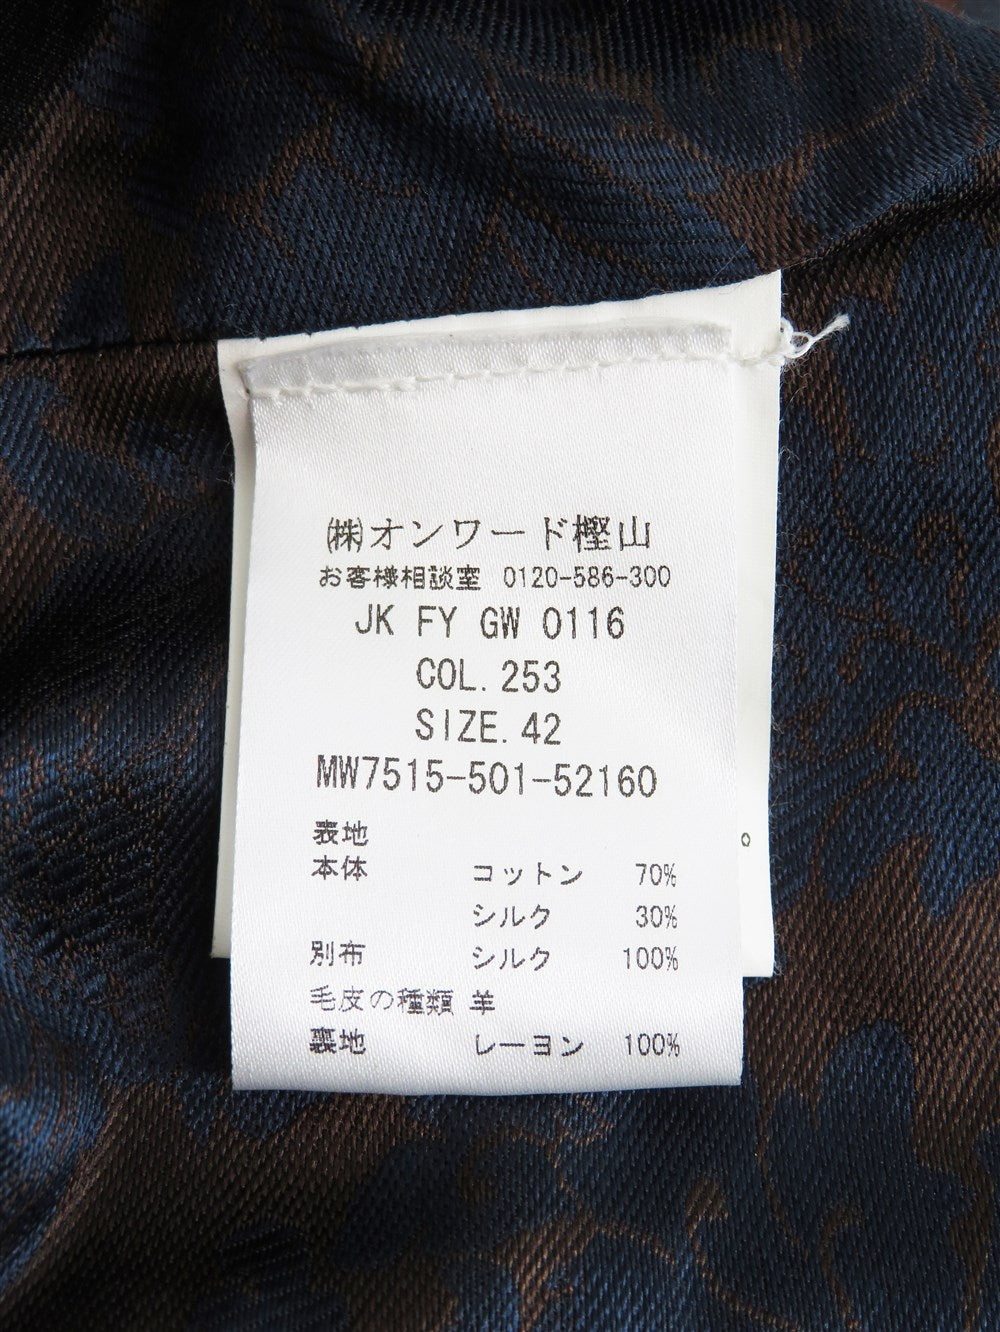 ㈱オンワード樫山
お客様相談室 0120-586-300
JK FY GW 0116
COL. 253
SIZE. 42
MW7515-501-52160
表地
本体 コットン 70%
シルク 30%
別布 シルク 100%
毛皮の種類 羊
裏地 レーヨン 100%
。